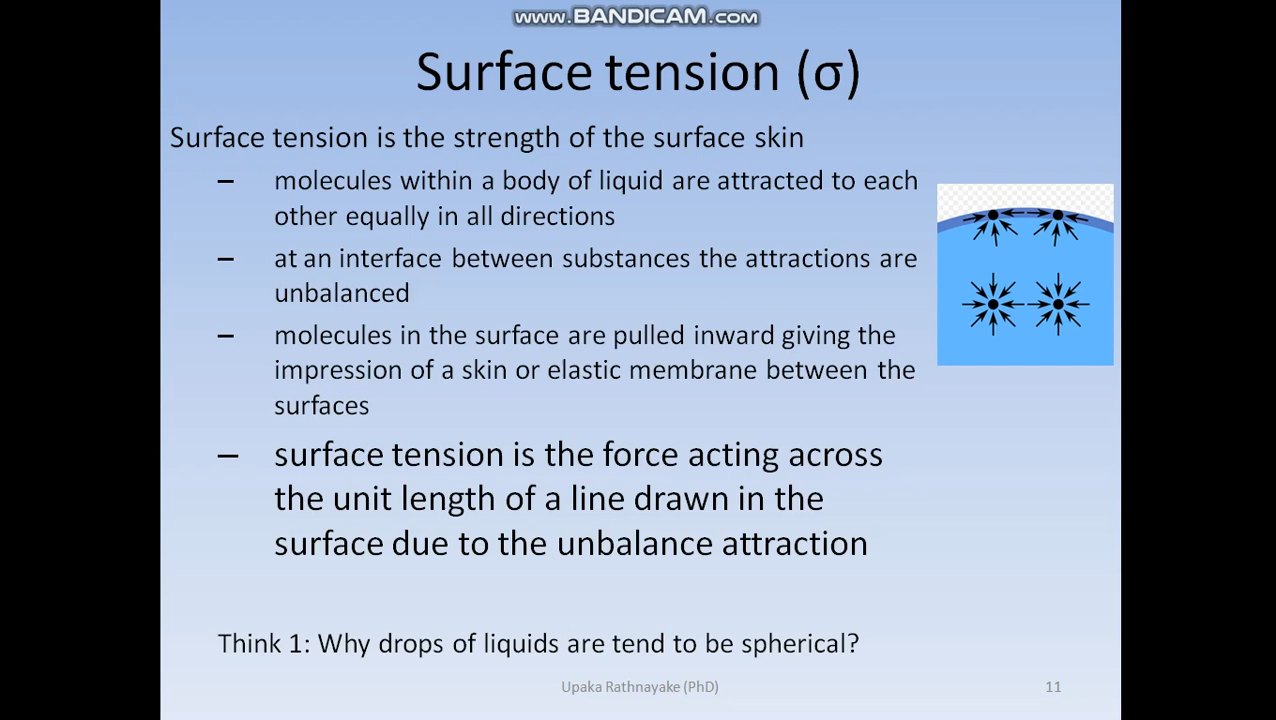 www.BANDICAM.com
Surface tension (σ)
Surface tension is the strength of the surface skin
– molecules within a body of liquid are attracted to each
other equally in all directions
– at an interface between substances the attractions are
unbalanced
– molecules in the surface are pulled inward giving the
impression of a skin or elastic membrane between the
surfaces
– surface tension is the force acting across
the unit length of a line drawn in the
surface due to the unbalance attraction
Think 1: Why drops of liquids are tend to be spherical?
Upaka Rathnayake (PhD)
11